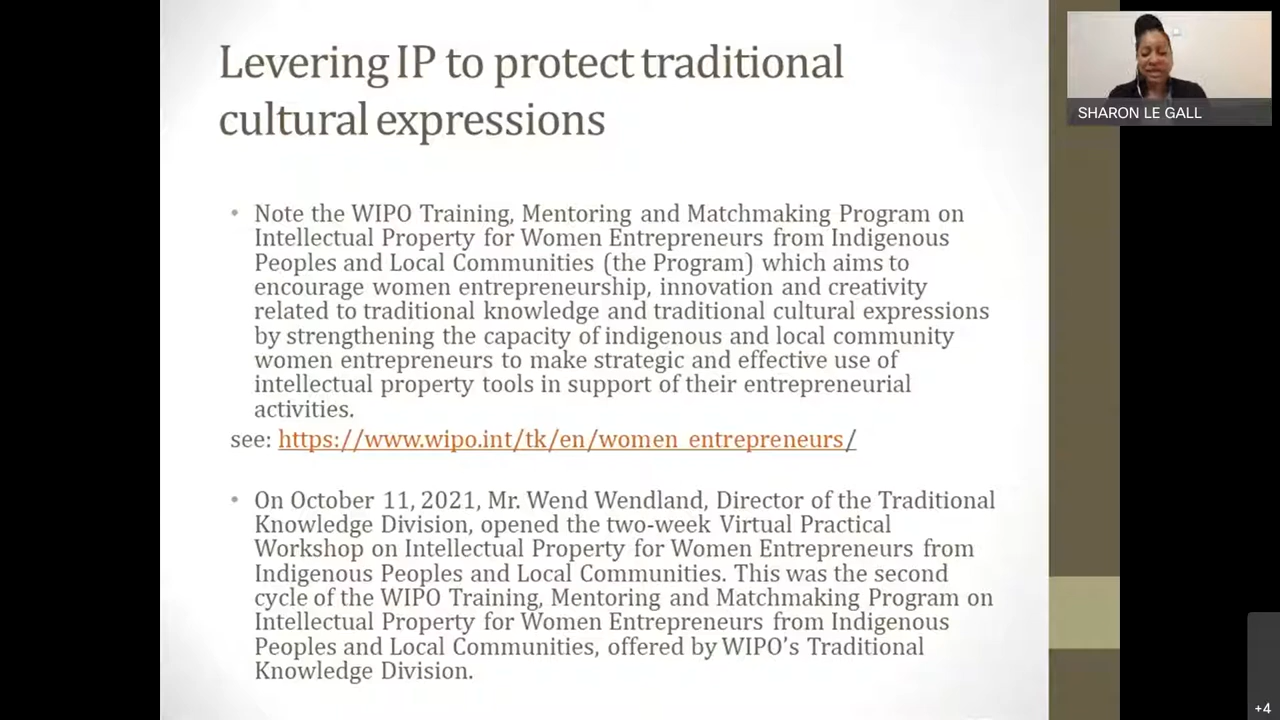 Levering IP to protect traditional
cultural expressions
• Note the WIPO Training, Mentoring and Matchmaking Program on
Intellectual Property for Women Entrepreneurs from Indigenous
Peoples and Local Communities (the Program) which aims to
encourage women entrepreneurship, innovation and creativity
related to traditional knowledge and traditional cultural expressions
by strengthening the capacity of indigenous and local community
women entrepreneurs to make strategic and effective use of
intellectual property tools in support of their entrepreneurial
activities.
see: https://www.wipo.int/tk/en/women_entrepreneurs/
• On October 11, 2021, Mr. Wend Wendland, Director of the Traditional
Knowledge Division, opened the two-week Virtual Practical
Workshop on Intellectual Property for Women Entrepreneurs from
Indigenous Peoples and Local Communities. This was the second
cycle of the WIPO Training, Mentoring and Matchmaking Program on
Intellectual Property for Women Entrepreneurs from Indigenous
Peoples and Local Communities, offered by WIPO's Traditional
Knowledge Division.
SHARON LE GALL
+4